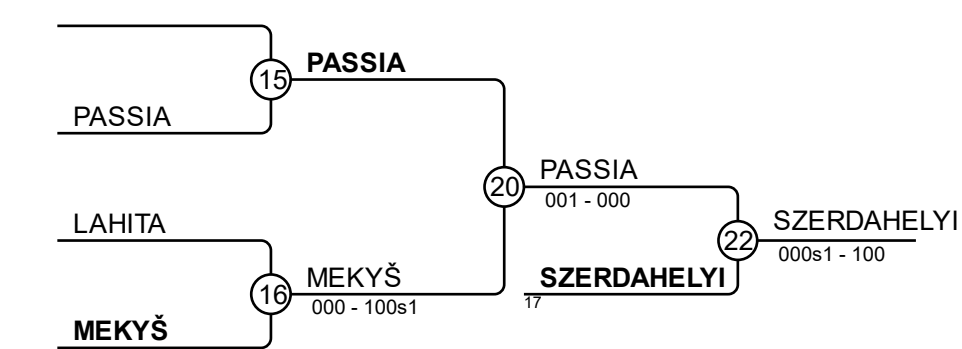 15
PASSIA
PASSIA
20
PASSIA
001 - 000
LAHITA
22
SZERDAHELYI
000s1 - 100
16
MEKYŠ
000 - 100s1
SZERDAHELYI
17
MEKYŠ